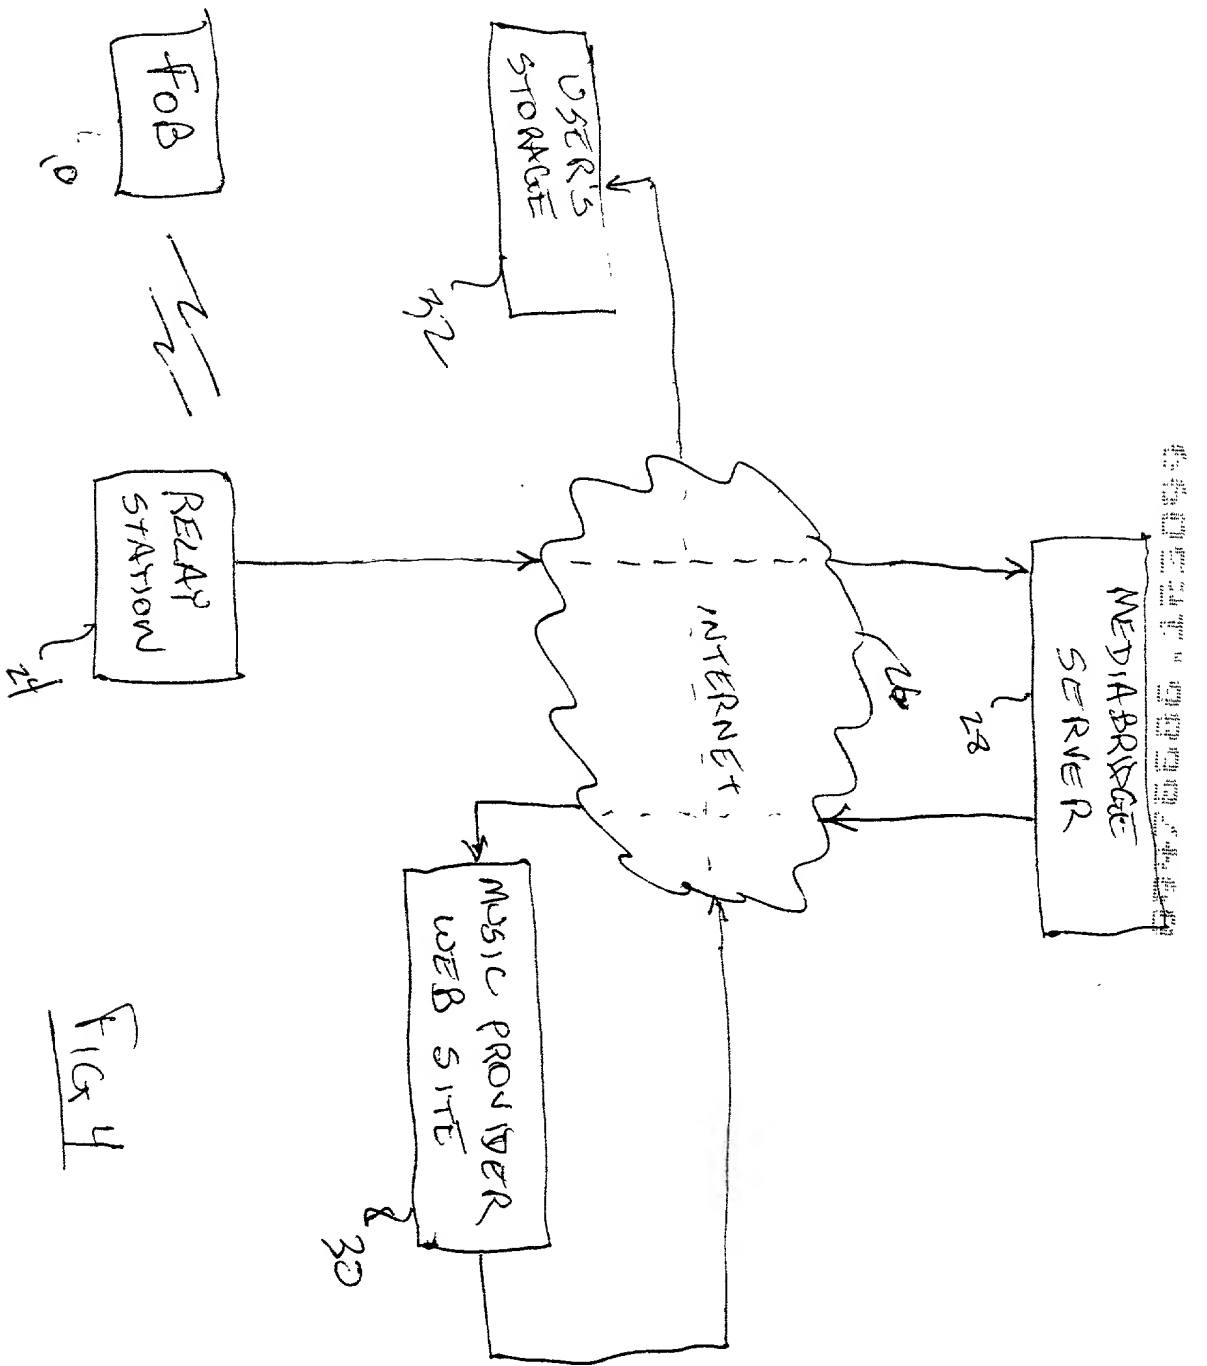 MEDIABRIDGE
SERVER
28
26
INTERNET
USER'S
STORAGE
32
MUSIC PROVIDER
WEB SITE
30
RELAY
STATION
24
FOB
10
FIG 4